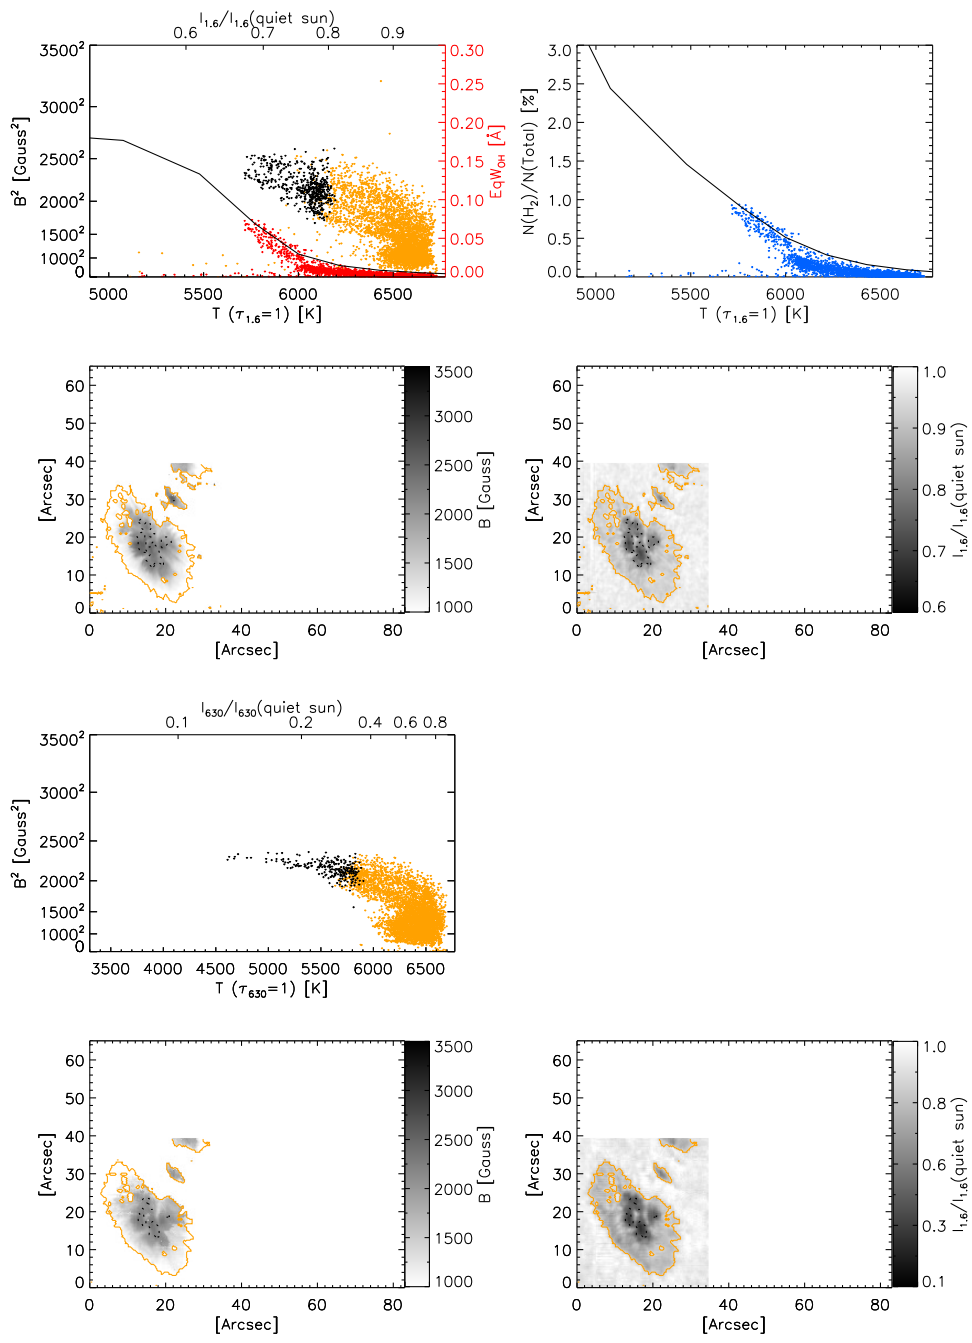 I₁.₆/I₁.₆(quiet sun)
0.6 0.7 0.8 0.9
3500² 3000² 2500² 2000² 1500² 1000² 0
B² [Gauss²]
0.30 0.25 0.20 0.15 0.10 0.05 0.00
EqW_OH [Å]
5000 5500 6000 6500
T (τ₁.₆=1) [K]
3.0 2.5 2.0 1.5 1.0 0.5 0.0
N(H₂)/N(Total) [%]
5000 5500 6000 6500
T (τ₁.₆=1) [K]
60 50 40 30 20 10 0
[Arcsec]
0 20 40 60 80
[Arcsec]
3500 3000 2500 2000 1500 1000
B [Gauss]
60 50 40 30 20 10 0
[Arcsec]
0 20 40 60 80
[Arcsec]
1.0 0.9 0.8 0.7 0.6
I₁.₆/I₁.₆(quiet sun)
I₆₃₀/I₆₃₀(quiet sun)
0.1 0.2 0.4 0.6 0.8
3500² 3000² 2500² 2000² 1500² 1000² 0
B² [Gauss²]
3500 4000 4500 5000 5500 6000 6500
T (τ₆₃₀=1) [K]
60 50 40 30 20 10 0
[Arcsec]
0 20 40 60 80
[Arcsec]
3500 3000 2500 2000 1500 1000
B [Gauss]
60 50 40 30 20 10 0
[Arcsec]
0 20 40 60 80
[Arcsec]
1.0 0.8 0.6 0.3 0.1
I₁.₆/I₁.₆(quiet sun)